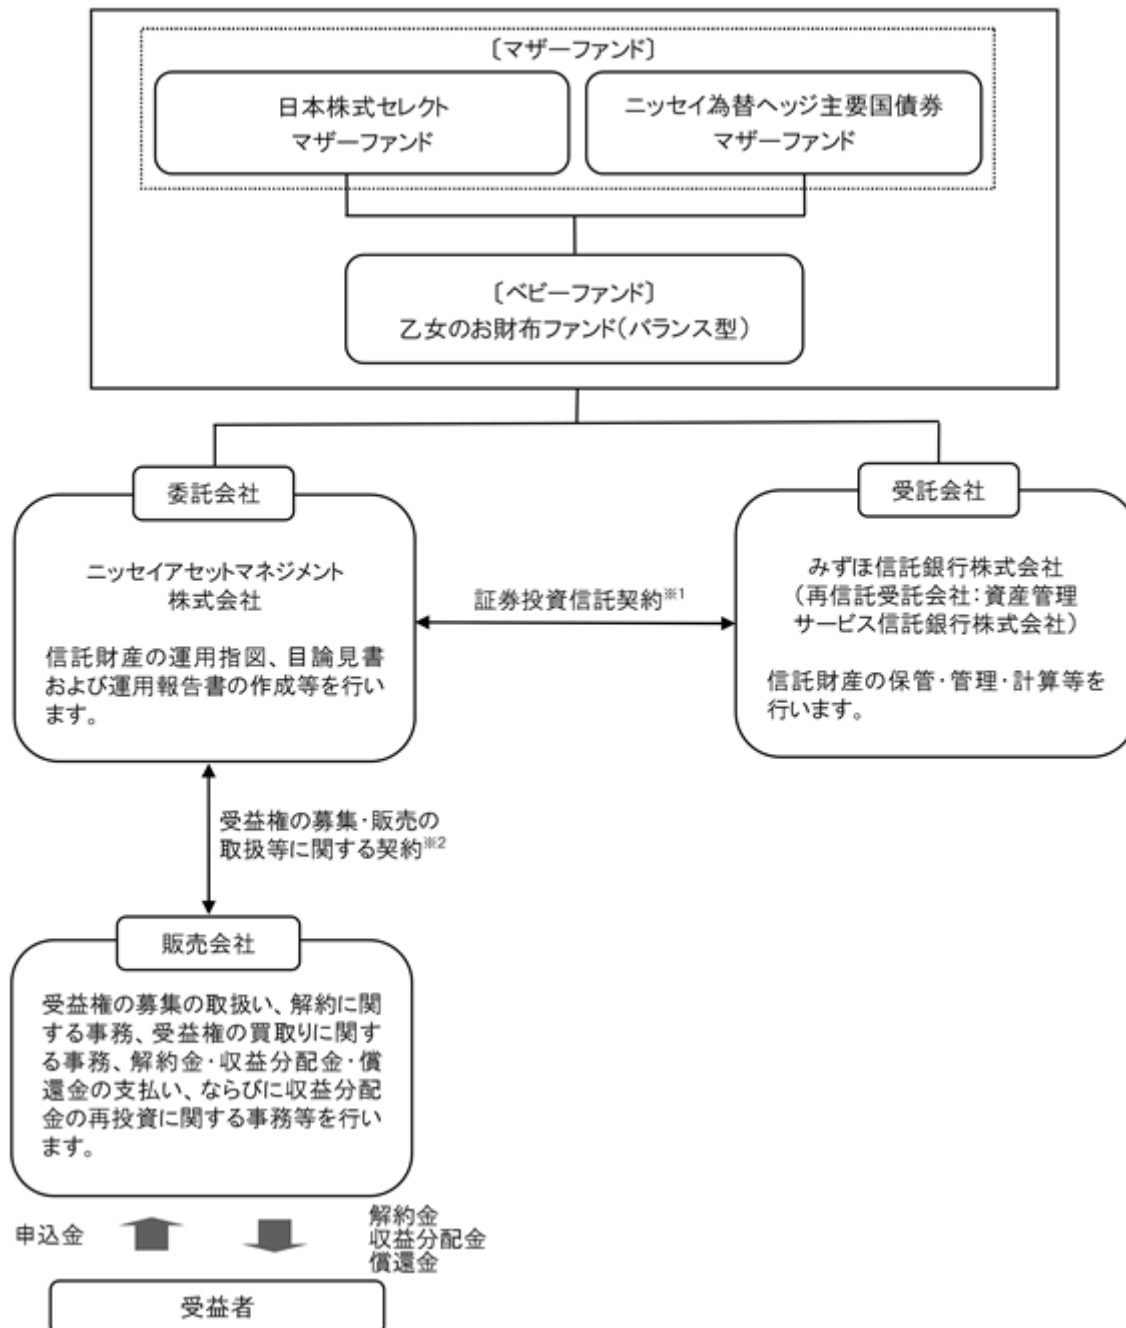 〔マザーファンド〕
日本株式セレクト
マザーファンド
ニッセイ為替ヘッジ主要国債券
マザーファンド
〔ベビーファンド〕
乙女のお財布ファンド(バランス型)
委託会社
ニッセイアセットマネジメント
株式会社
信託財産の運用指図、目論見書
および運用報告書の作成等を行い
ます。
証券投資信託契約※1
受託会社
みずほ信託銀行株式会社
(再信託受託会社:資産管理
サービス信託銀行株式会社)
信託財産の保管・管理・計算等を
行います。
受益権の募集・販売の
取扱等に関する契約※2
販売会社
受益権の募集の取扱い、解約に関
する事務、受益権の買取りに関す
る事務、解約金・収益分配金・償
還金の支払い、ならびに収益分配
金の再投資に関する事務等を行い
ます。
申込金
解約金
収益分配金
償還金
受益者